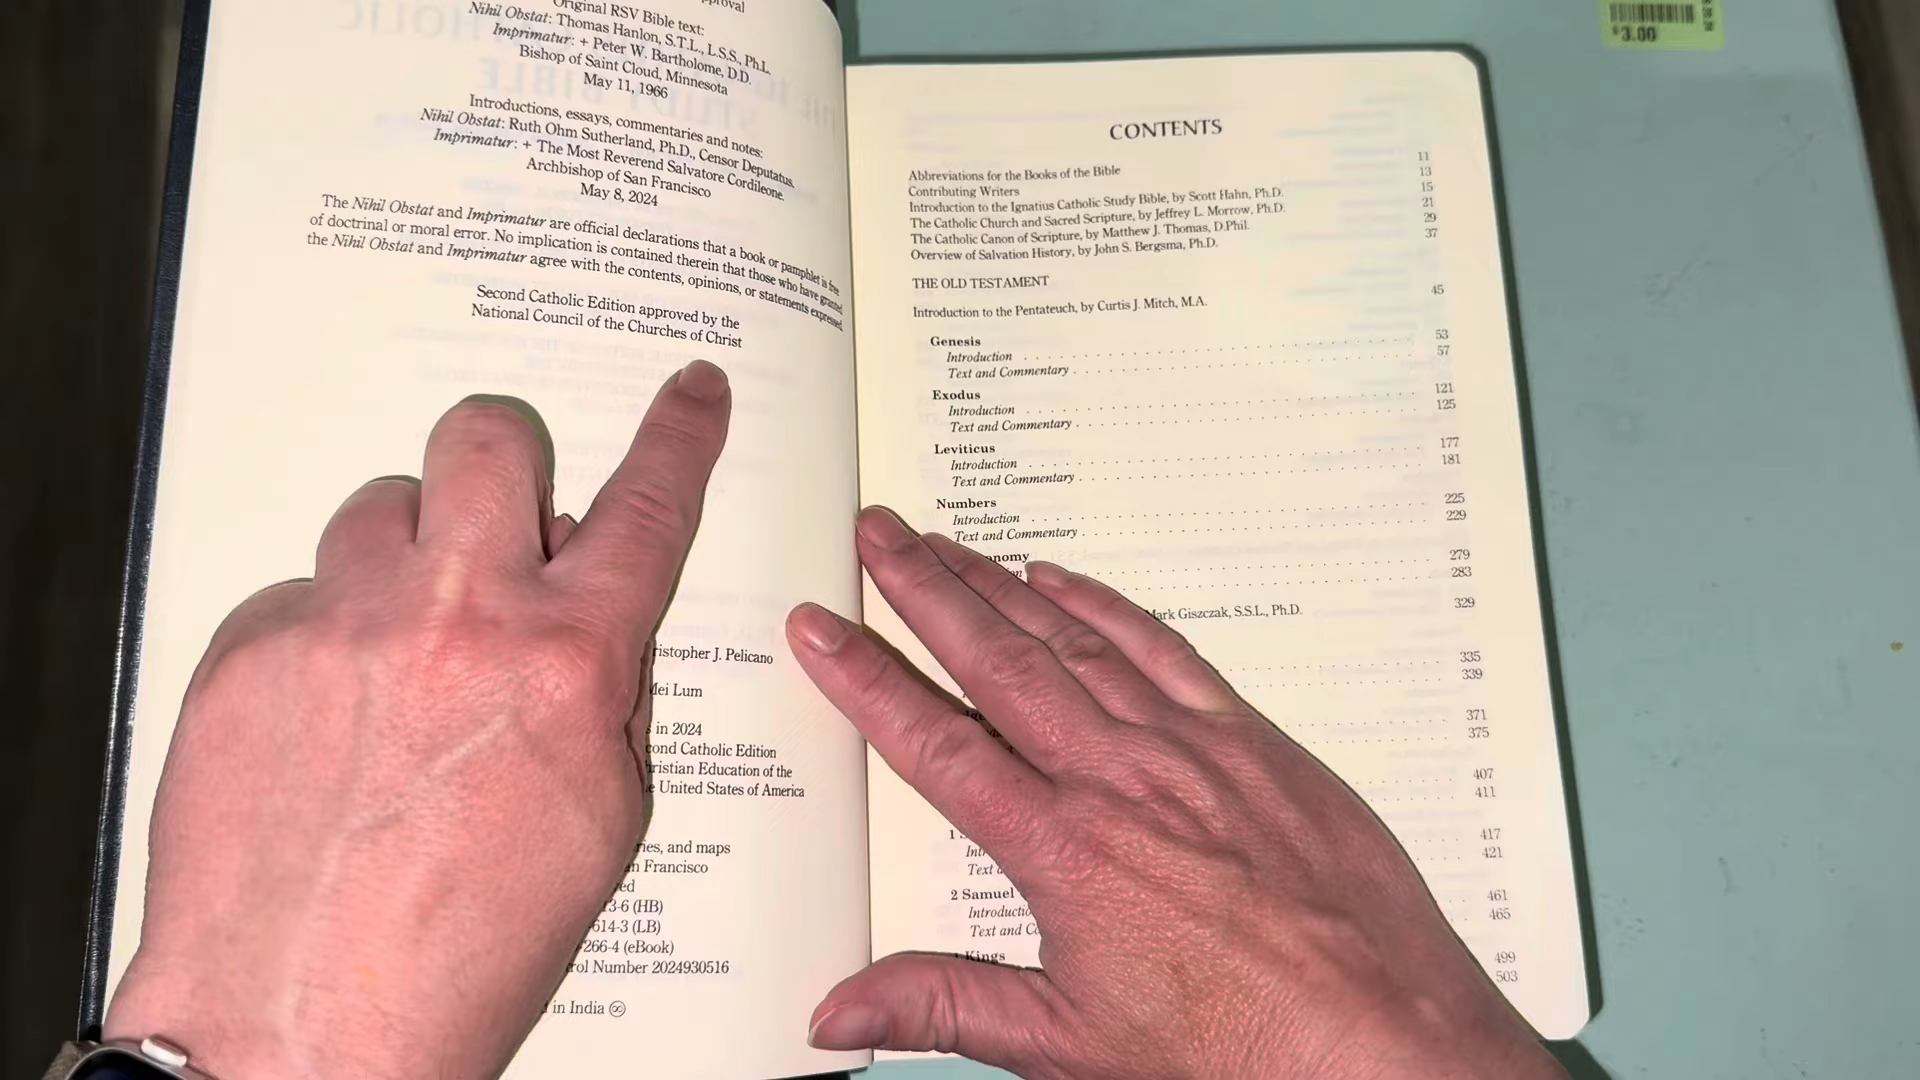 Original RSV Bible text:
Nihil Obstat: Thomas Hanlon, S.T.L., L.S.S., Ph.L.
Imprimatur: + Peter W. Bartholome, D.D.
Bishop of Saint Cloud, Minnesota
May 11, 1966
Introductions, essays, commentaries and notes:
Nihil Obstat: Ruth Ohm Sutherland, Ph.D., Censor Deputatus,
Imprimatur: + The Most Reverend Salvatore Cordileone
Archbishop of San Francisco
May 8, 2024
The Nihil Obstat and Imprimatur are official declarations that a book or pamphlet is free
of doctrinal or moral error. No implication is contained therein that those who have granted
the Nihil Obstat and Imprimatur agree with the contents, opinions, or statements expressed.
Second Catholic Edition approved by the
National Council of the Churches of Christ
J. Pelicano
Mei Lum
in 2024
Catholic Edition
Education of the
United States of America
and maps
Francisco
3-6 (HB)
614-3 (LB)
266-4 (eBook)
Number 2024930516
in India
CONTENTS
Abbreviations for the Books of the Bible 11
Contributing Writers 13
Introduction to the Ignatius Catholic Study Bible, by Scott Hahn, Ph.D. 15
The Catholic Church and Sacred Scripture, by Jeffrey L. Morrow, Ph.D. 21
The Catholic Canon of Scripture, by Matthew J. Thomas, D.Phil. 29
Overview of Salvation History, by John S. Bergsma, Ph.D. 37
THE OLD TESTAMENT
Introduction to the Pentateuch, by Curtis J. Mitch, M.A. 45
Genesis
Introduction 53
Text and Commentary 57
Exodus
Introduction 121
Text and Commentary 125
Leviticus
Introduction 177
Text and Commentary 181
Numbers
Introduction 225
Text and Commentary 229
279
283
Mark Giszczak, S.S.L., Ph.D. 329
335
339
371
375
407
411
1
417
Text 421
2 Samuel
461
465
Text and
Kings
499
503
$3.00